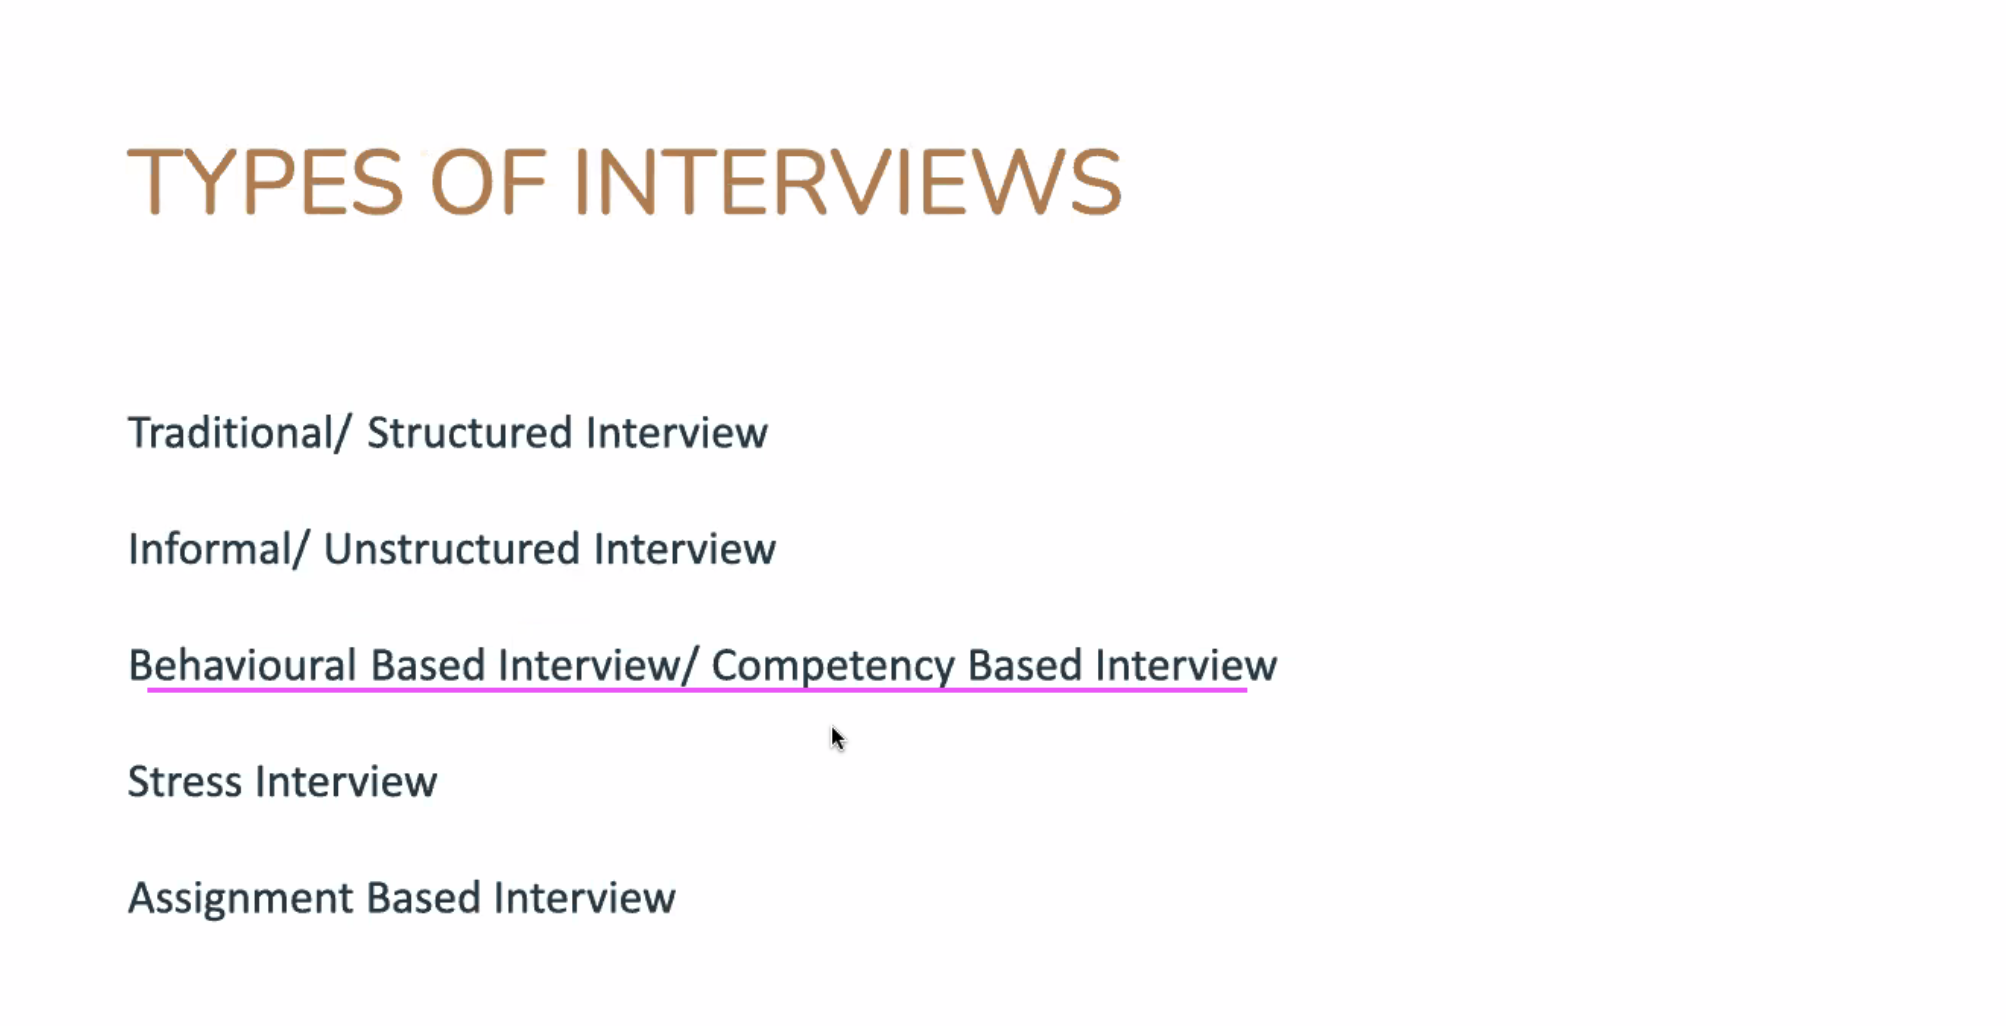 TYPES OF INTERVIEWS
Traditional/ Structured Interview
Informal/ Unstructured Interview
Behavioural Based Interview/ Competency Based Interview
Stress Interview
Assignment Based Interview